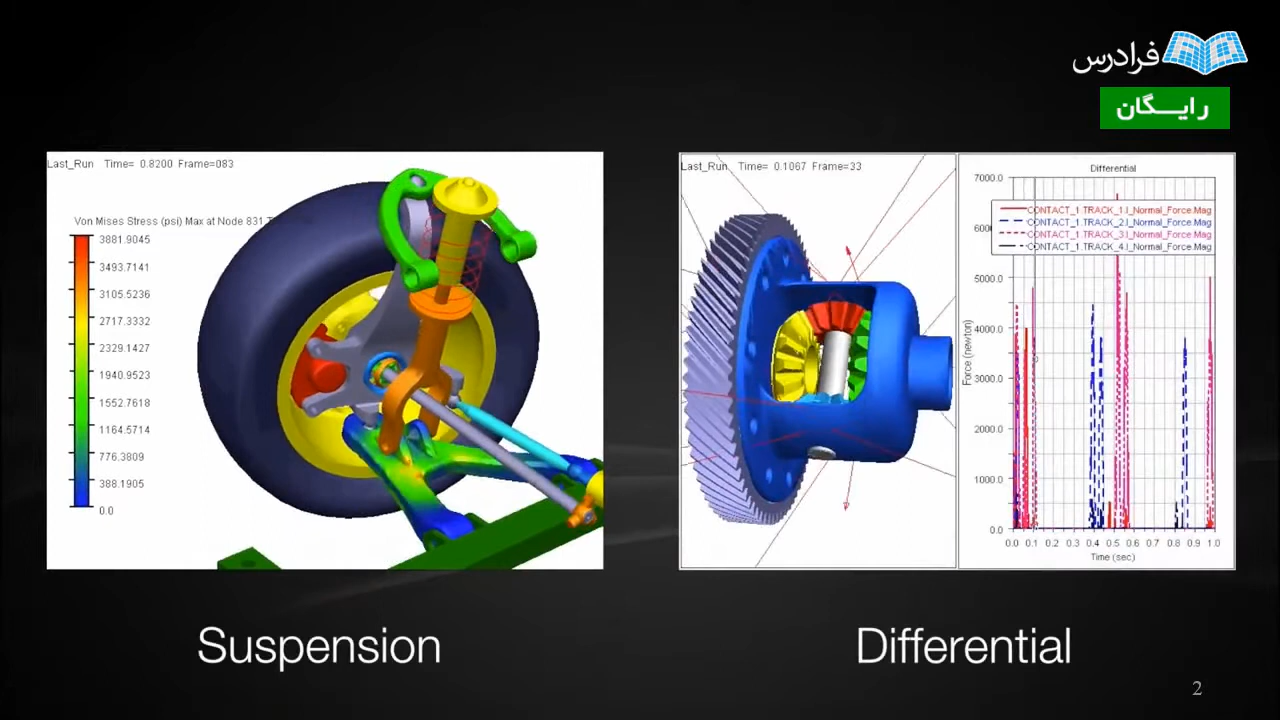 فرادرس
رایـــگان
Last_Run Time= 0.8200 Frame=083
Von Mises Stress (psi) Max at Node 831
3881.9045
3493.7141
3105.5236
2717.3332
2329.1427
1940.9523
1552.7618
1164.5714
776.3809
388.1905
0.0
Last_Run Time= 0.1067 Frame=33
Differential
7000.0
CONTACT_1.TRACK_1.I_Normal_Force.Mag
CONTACT_1.TRACK_2.I_Normal_Force.Mag
CONTACT_1.TRACK_3.I_Normal_Force.Mag
CONTACT_1.TRACK_4.I_Normal_Force.Mag
5000.0
4000.0
3000.0
2000.0
1000.0
0.0
Force (newton)
0.0 0.1 0.2 0.3 0.4 0.5 0.6 0.7 0.8 0.9 1.0
Time (sec)
Suspension
Differential
2